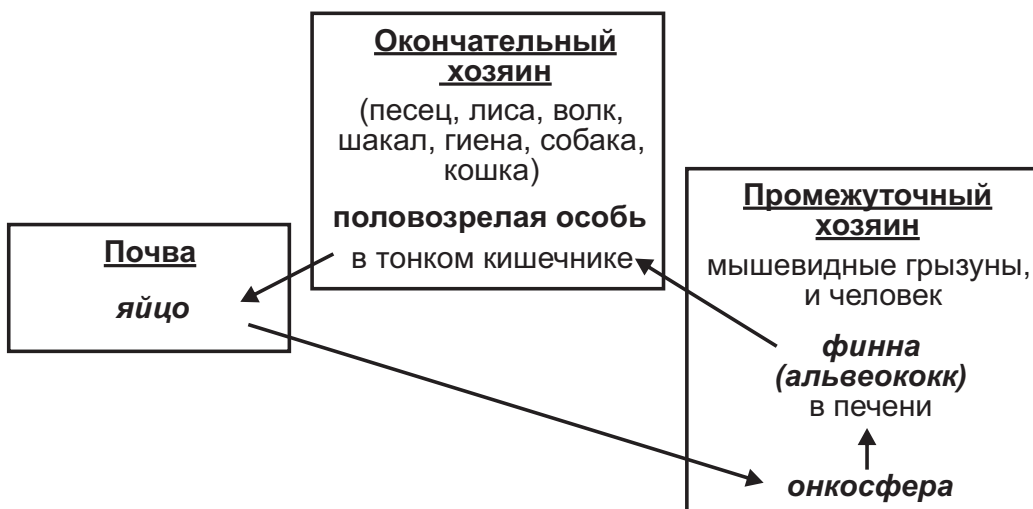 Окончательный
хозяин
(песец, лиса, волк,
шакал, гиена, собака,
кошка)
половозрелая особь
в тонком кишечнике
Почва
яйцо
Промежуточный
хозяин
мышевидные грызуны,
и человек
финна
(альвеококк)
в печени
онкосфера